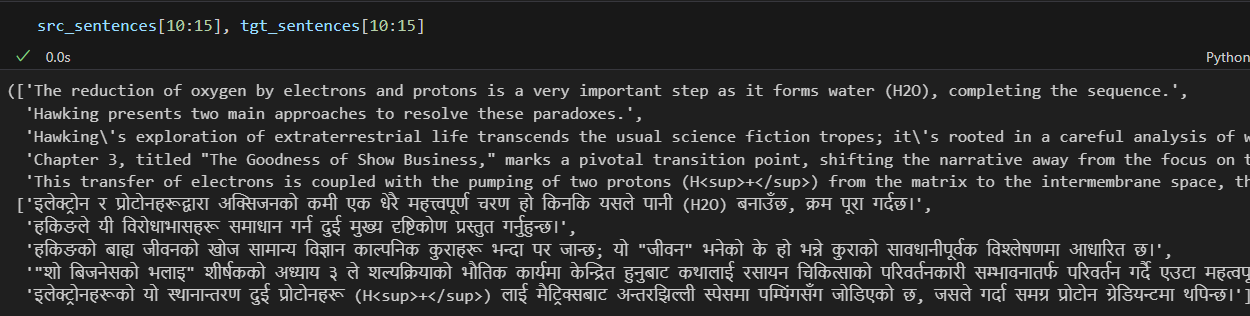 src_sentences[10:15], tgt_sentences[10:15]
0.0s
Python
(['The reduction of oxygen by electrons and protons is a very important step as it forms water (H2O), completing the sequence.',
'Hawking presents two main approaches to resolve these paradoxes.',
'Hawking\'s exploration of extraterrestrial life transcends the usual science fiction tropes; it\'s rooted in a careful analysis of
'Chapter 3, titled "The Goodness of Show Business," marks a pivotal transition point, shifting the narrative away from the focus on
'This transfer of electrons is coupled with the pumping of two protons (H<sup>+</sup>) from the matrix to the intermembrane space,
['इलेक्ट्रोन र प्रोटोनहरूद्वारा अक्सिजनको कमी एक धेरै महत्त्वपूर्ण चरण हो किनकि यसले पानी (H2O) बनाउँछ, क्रम पूरा गर्दछ।',
'हकिङले यी विरोधाभासहरू समाधान गर्न दुई मुख्य दृष्टिकोण प्रस्तुत गर्नुहुन्छ।',
'हकिङको बाह्य जीवनको खोज सामान्य विज्ञान काल्पनिक कुराहरू भन्दा पर जान्छ; यो "जीवन" भनेको के हो भन्ने कुराको सावधानीपूर्वक विश्लेषणमा आधारित छ।',
'"शो बिजनेसको भलाइ" शीर्षकको अध्याय ३ ले शल्यक्रियाको भौतिक कार्यमा केन्द्रित हुनुबाट कथालाई रसायन चिकित्साको परिवर्तनकारी सम्भावनातर्फ परिवर्तन गर्दै एउटा
'इलेक्ट्रोनहरूको यो स्थानान्तरण दुई प्रोटोनहरू (H<sup>+</sup>) लाई मैट्रिक्सबाट अन्तरझिल्ली स्पेसमा पम्पिंगसँग जोडिएको छ, जसले गर्दा समग्र प्रोटोन ग्रेडियन्टमा थपिन्छ।']